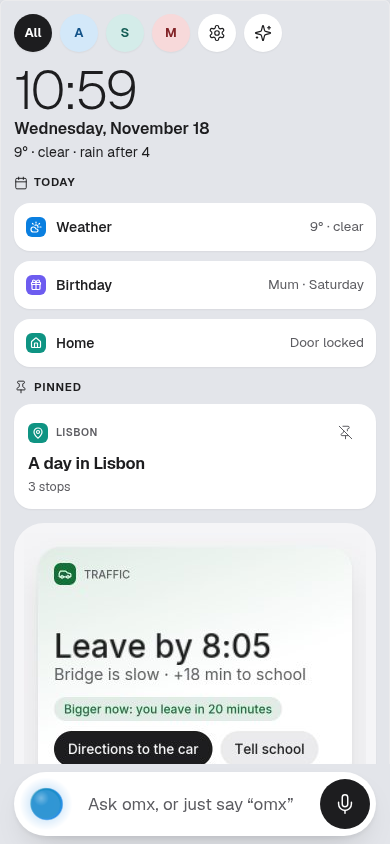 All A S M
10:59
Wednesday, November 18
9° · clear · rain after 4
TODAY
Weather 9° · clear
Birthday Mum · Saturday
Home Door locked
PINNED
LISBON
A day in Lisbon
3 stops
TRAFFIC
Leave by 8:05
Bridge is slow · +18 min to school
Bigger now: you leave in 20 minutes
Directions to the car Tell school
Ask omx, or just say “omx”